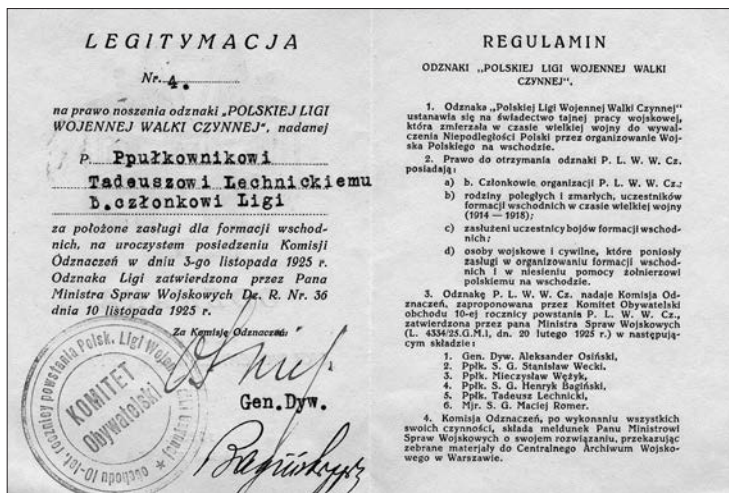 LEGITYMACJA
Nr. 4.
na prawo noszenia odznaki „POLSKIEJ LIGI
WOJENNEJ WALKI CZYNNEJ”, nadanej
P. Ppułkownikowi
Tadeuszowi Lechnickiemu
b.członkowi Ligi
za położone zasługi dla formacji wschod-
nich, na uroczystem posiedzeniu Komisji
Odznaczeń w dniu 3-go listopada 1925 r.
Odznaka Ligi zatwierdzona przez Pana
Ministra Spraw Wojskowych Dz. R. Nr. 36
dnia 10 listopada 1925 r.
Za Komisję Odznaczeń:
Gen.Dyw.
obchodu 10-let. rocznicy powstania Polsk. Ligi Wojen
KOMITET
Obywatelski
REGULAMIN
ODZNAKI „POLSKIEJ LIGI WOJENNEJ WALKI
CZYNNEJ”.
1. Odznaka „Polskiej Ligi Wojennej Walki Czynnej”
ustanawia się na świadectwo tajnej pracy wojskowej,
która zmierzała w czasie wielkiej wojny do wywal-
czenia Niepodległości Polski przez organizowanie Woj-
ska Polskiego na wschodzie.
2. Prawo do otrzymania odznaki P. L. W. W. Cz.
posiadają:
a) b. Członkowie organizacji P. L. W. W. Cz.;
b) rodziny poległych i zmarłych, uczestników
formacji wschodnich w czasie wielkiej wojny
(1914 — 1918);
c) zasłużeni uczestnicy bojów formacji wschod-
nich;
d) osoby wojskowe i cywilne, które poniosły
zasługi w organizowaniu formacji wschod-
nich i w niesieniu pomocy żołnierzowi
polskiemu na wschodzie.
3. Odznakę P. L. W. W. Cz. nadaje Komisja Od-
znaczeń, zaproponowana przez Komitet Obywatelski
obchodu 10-ej rocznicy powstania P. L. W. W. Cz.,
zatwierdzona przez pana Ministra Spraw Wojskowych
(L. 4334/25.G.M.I, dn. 20 lutego 1925 r.) w następują-
cym składzie:
1. Gen. Dyw. Aleksander Osiński,
2. Ppłk. S. G. Stanisław Wecki,
3. Ppłk. Mieczysław Wężyk,
4. Ppłk. S. G. Henryk Bagiński,
5. Ppłk. Tadeusz Lechnicki,
6. Mjr. S. G. Maciej Romer.
4. Komisja Odznaczeń, po wykonaniu wszystkich
swoich czynności, składa meldunek Panu Ministrowi
Spraw Wojskowych o swojem rozwiązaniu, przekazując
zebrane materjały do Centralnego Archiwum Wojsko-
wego w Warszawie.